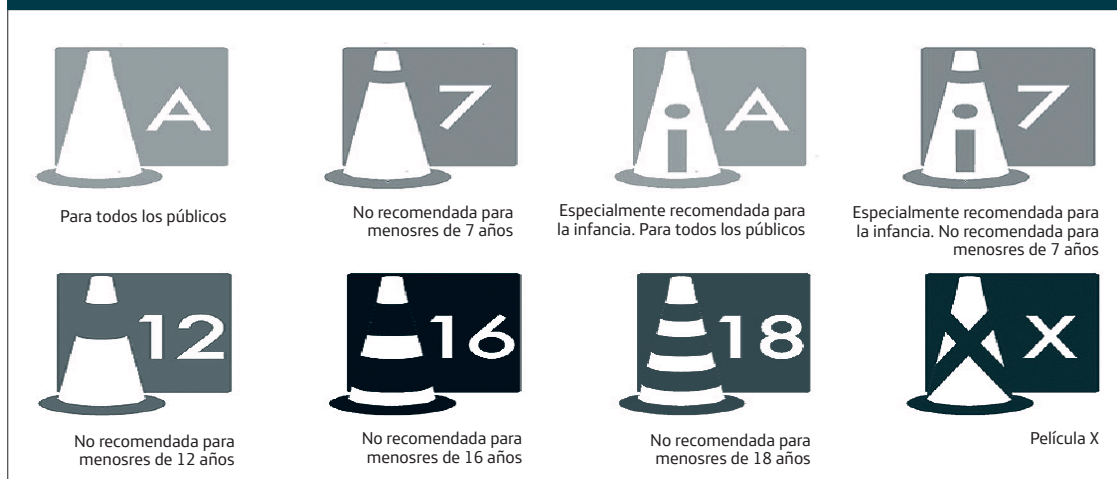 A
7
i A
i 7
Para todos los públicos
No recomendada para
menosres de 7 años
Especialmente recomendada para
la infancia. Para todos los públicos
Especialmente recomendada para
la infancia. No recomendada para
menosres de 7 años
12
16
18
X
No recomendada para
menosres de 12 años
No recomendada para
menosres de 16 años
No recomendada para
menosres de 18 años
Película X